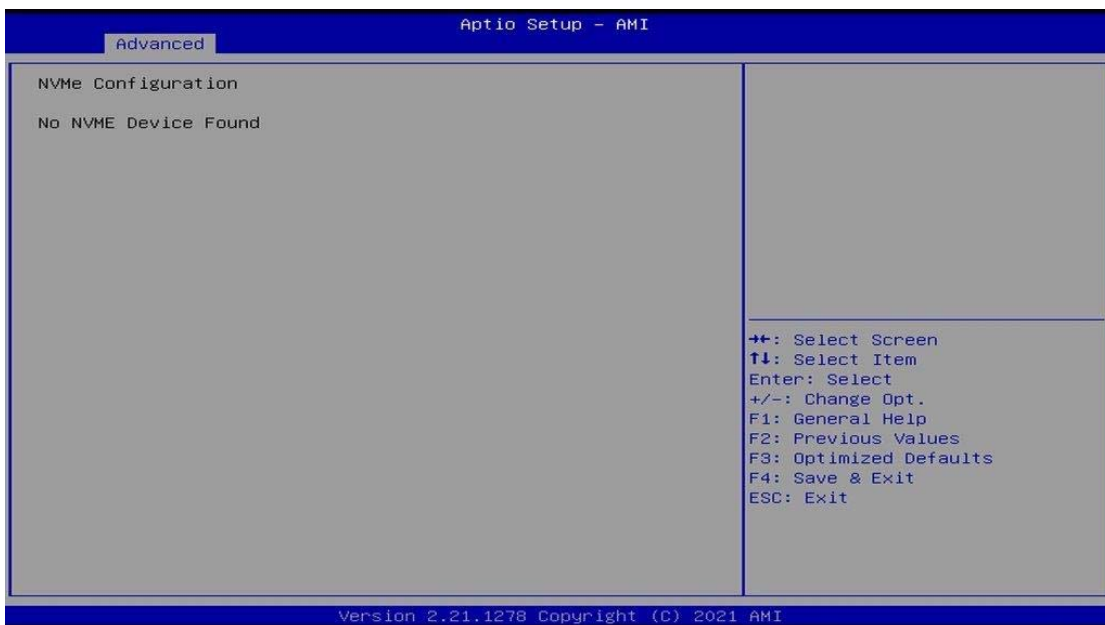 Aptio Setup – AMI
Advanced
NVMe Configuration
No NVME Device Found
→←: Select Screen
↑↓: Select Item
Enter: Select
+/-: Change Opt.
F1: General Help
F2: Previous Values
F3: Optimized Defaults
F4: Save & Exit
ESC: Exit
Version 2.21.1278 Copyright (C) 2021 AMI